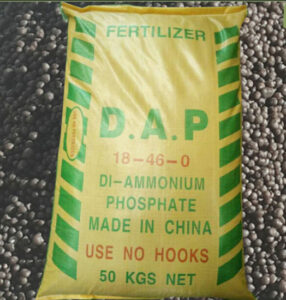 FERTILIZER
D.A.P
18-46-0
DI-AMMONIUM
PHOSPHATE
MADE IN CHINA
USE NO HOOKS
50 KGS NET